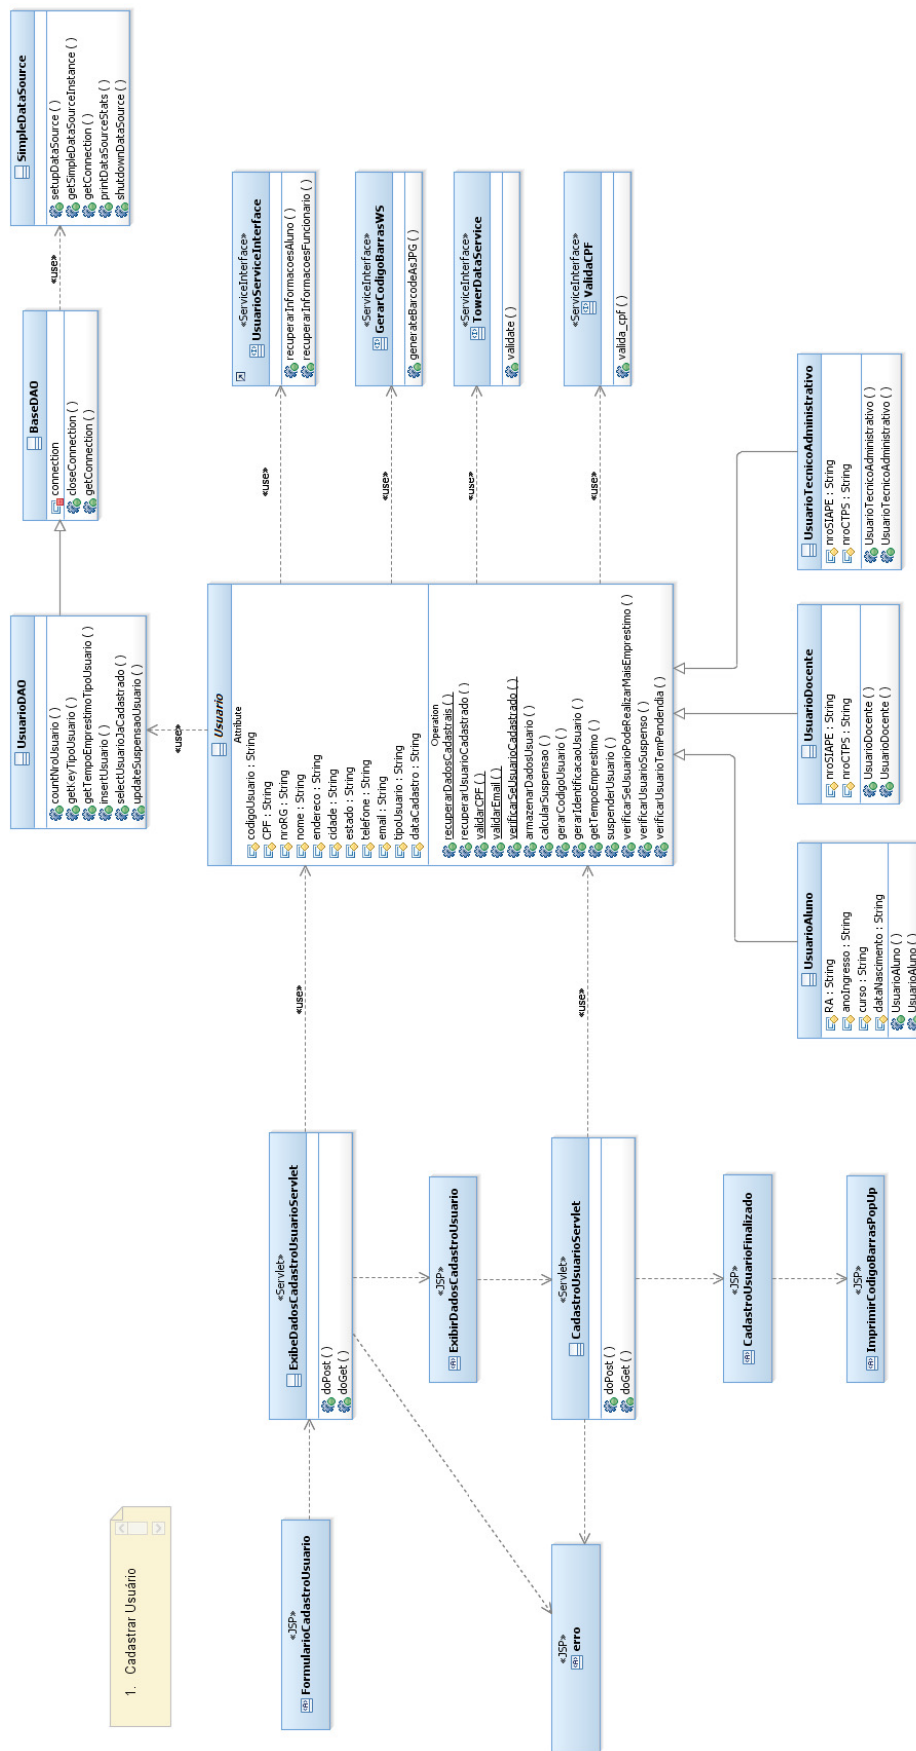 1. Cadastrar Usuário
«JSP»
FormularioCadastroUsuario
«JSP»
erro
«Servlet»
ExibeDadosCadastroUsuarioServlet
doPost ( )
doGet ( )
«JSP»
ExibirDadosCadastroUsuario
«Servlet»
CadastroUsuarioServlet
doPost ( )
doGet ( )
«JSP»
CadastroUsuarioFinalizado
«JSP»
ImprimirCodigoBarrasPopUp
«use»
«use»
UsuarioDAO
countNroUsuario ( )
getKeyTipoUsuario ( )
getTempoEmprestimoTipoUsuario ( )
insertUsuario ( )
selectUsuarioJaCadastrado ( )
updateSuspensaoUsuario ( )
«use»
Usuario
Attribute
codigoUsuario : String
CPF : String
nroRG : String
nome : String
endereco : String
cidade : String
estado : String
telefone : String
email : String
tipoUsuario : String
dataCadastro : String
Operation
recuperarDadosCadastrais ( )
recuperarUsuarioCadastrado ( )
validarCPF ( )
validarEmail ( )
verificarSeUsuarioCadastrado ( )
armazenarDadosUsuario ( )
calcularSuspensao ( )
gerarCodigoUsuario ( )
gerarIdentificacaoUsuario ( )
getTempoEmprestimo ( )
suspenderUsuario ( )
verificarSeUsuarioPodeRealizarMaisEmprestimo ( )
verificarUsuarioSuspenso ( )
verificarUsuarioTemPendendia ( )
UsuarioAluno
RA : String
anoIngresso : String
curso : String
dataNascimento : String
UsuarioAluno ( )
UsuarioAluno ( )
UsuarioDocente
nroSIAPE : String
nroCTPS : String
UsuarioDocente ( )
UsuarioDocente ( )
UsuarioTecnicoAdministrativo
nroSIAPE : String
nroCTPS : String
UsuarioTecnicoAdministrativo ( )
UsuarioTecnicoAdministrativo ( )
BaseDAO
connection
closeConnection ( )
getConnection ( )
«use»
SimpleDataSource
setupDataSource ( )
getSimpleDataSourceInstance ( )
getConnection ( )
printDataSourceStats ( )
shutdownDataSource ( )
«use»
«use»
«use»
«use»
«ServiceInterface»
UsuarioServiceInterface
recuperarInformacoesAluno ( )
recuperarInformacoesFuncionario ( )
«ServiceInterface»
GerarCodigoBarrasWS
generateBarcodeAsJPG ( )
«ServiceInterface»
TowerDataService
validate ( )
«ServiceInterface»
ValidaCPF
valida_cpf ( )